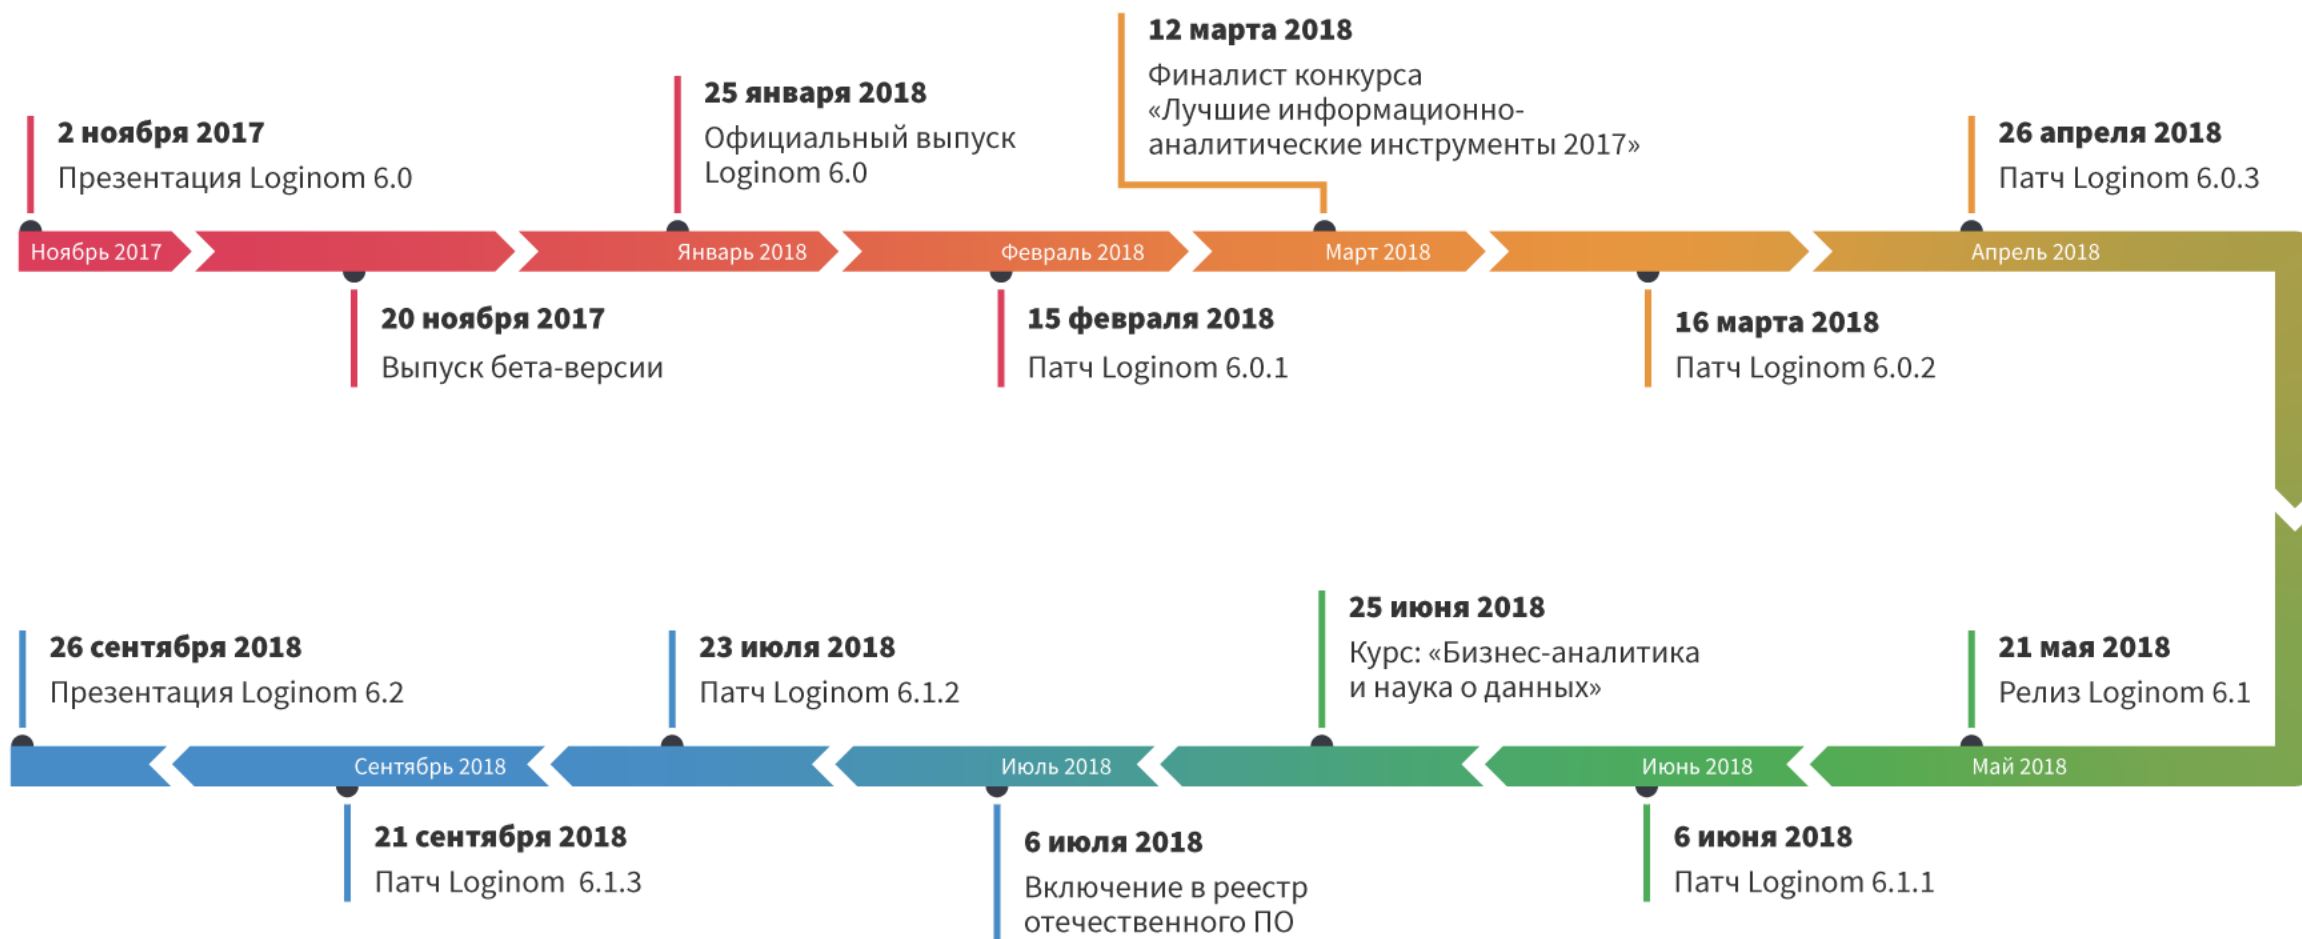 12 марта 2018
Финалист конкурса
«Лучшие информационно-
аналитические инструменты 2017»
25 января 2018
Официальный выпуск
Loginom 6.0
2 ноября 2017
Презентация Loginom 6.0
26 апреля 2018
Патч Loginom 6.0.3
Ноябрь 2017
Январь 2018
Февраль 2018
Март 2018
Апрель 2018
20 ноября 2017
Выпуск бета-версии
15 февраля 2018
Патч Loginom 6.0.1
16 марта 2018
Патч Loginom 6.0.2
25 июня 2018
Курс: «Бизнес-аналитика
и наука о данных»
26 сентября 2018
Презентация Loginom 6.2
23 июля 2018
Патч Loginom 6.1.2
21 мая 2018
Релиз Loginom 6.1
Сентябрь 2018
Июль 2018
Июнь 2018
Май 2018
21 сентября 2018
Патч Loginom 6.1.3
6 июля 2018
Включение в реестр
отечественного ПО
6 июня 2018
Патч Loginom 6.1.1